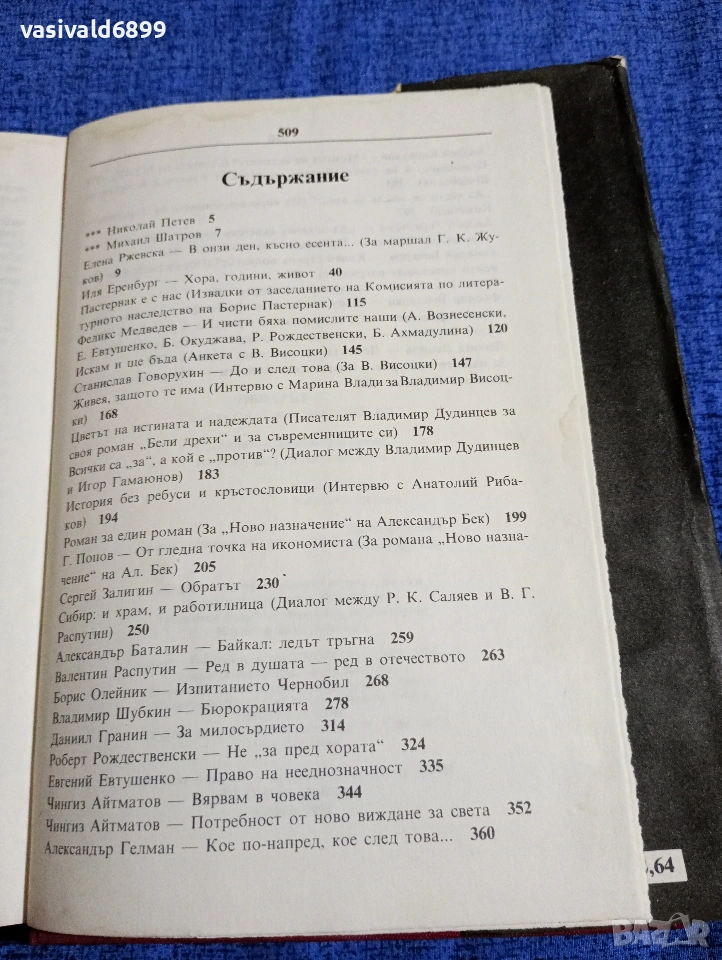 vasivald6899
509
Съдържание
*** Николай Петев 5
*** Михаил Шатров 7
Елена Ржевска — В онзи ден, късно есента... (За маршал Г. К. Жу-
ков) 9
Иля Еренбург — Хора, години, живот 40
Пастернак е с нас (Извадки от заседанието на Комисията по литера-
турното наследство на Борис Пастернак) 115
Феликс Медведев — И чисти бяха помислите наши (А. Вознесенски,
Е. Евтушенко, Б. Окуджава, Р. Рождественски, Б. Ахмадулина) 120
Искам и ще бъда (Анкета с В. Висоцки) 145
Станислав Говорухин — До и след това (За В. Висоцки) 147
Живея, защото те има (Интервю с Марина Влади за Владимир Висоц-
ки) 168
Цветът на истината и надеждата (Писателят Владимир Дудинцев за
своя роман „Бели дрехи“ и за съвременниците си) 178
Всички са „за“, а кой е „против“? (Диалог между Владимир Дудинцев
и Игор Гамаюнов) 183
История без ребуси и кръстословици (Интервю с Анатолий Риба-
ков) 194
Роман за един роман (За „Ново назначение“ на Александър Бек) 199
Г. Попов — От гледна точка на икономиста (За романа „Ново назна-
чение“ на Ал. Бек) 205
Сергей Залигин — Обратът 230
Сибир: и храм, и работилница (Диалог между Р. К. Саляев и В. Г.
Распутин) 250
Александър Баталин — Байкал: ледът тръгна 259
Валентин Распутин — Ред в душата — ред в отечеството 263
Борис Олейник — Изпитанието Чернобил 268
Владимир Шубкин — Бюрокрацията 278
Даниил Гранин — За милосърдието 314
Роберт Рождественски — Не „за пред хората“ 324
Евгений Евтушенко — Право на нееднозначност 335
Чингиз Айтматов — Вярвам в човека 344
Чингиз Айтматов — Потребност от ново виждане за света 352
Александър Гелман — Кое по-напред, кое след това... 360
,64
BAZAR